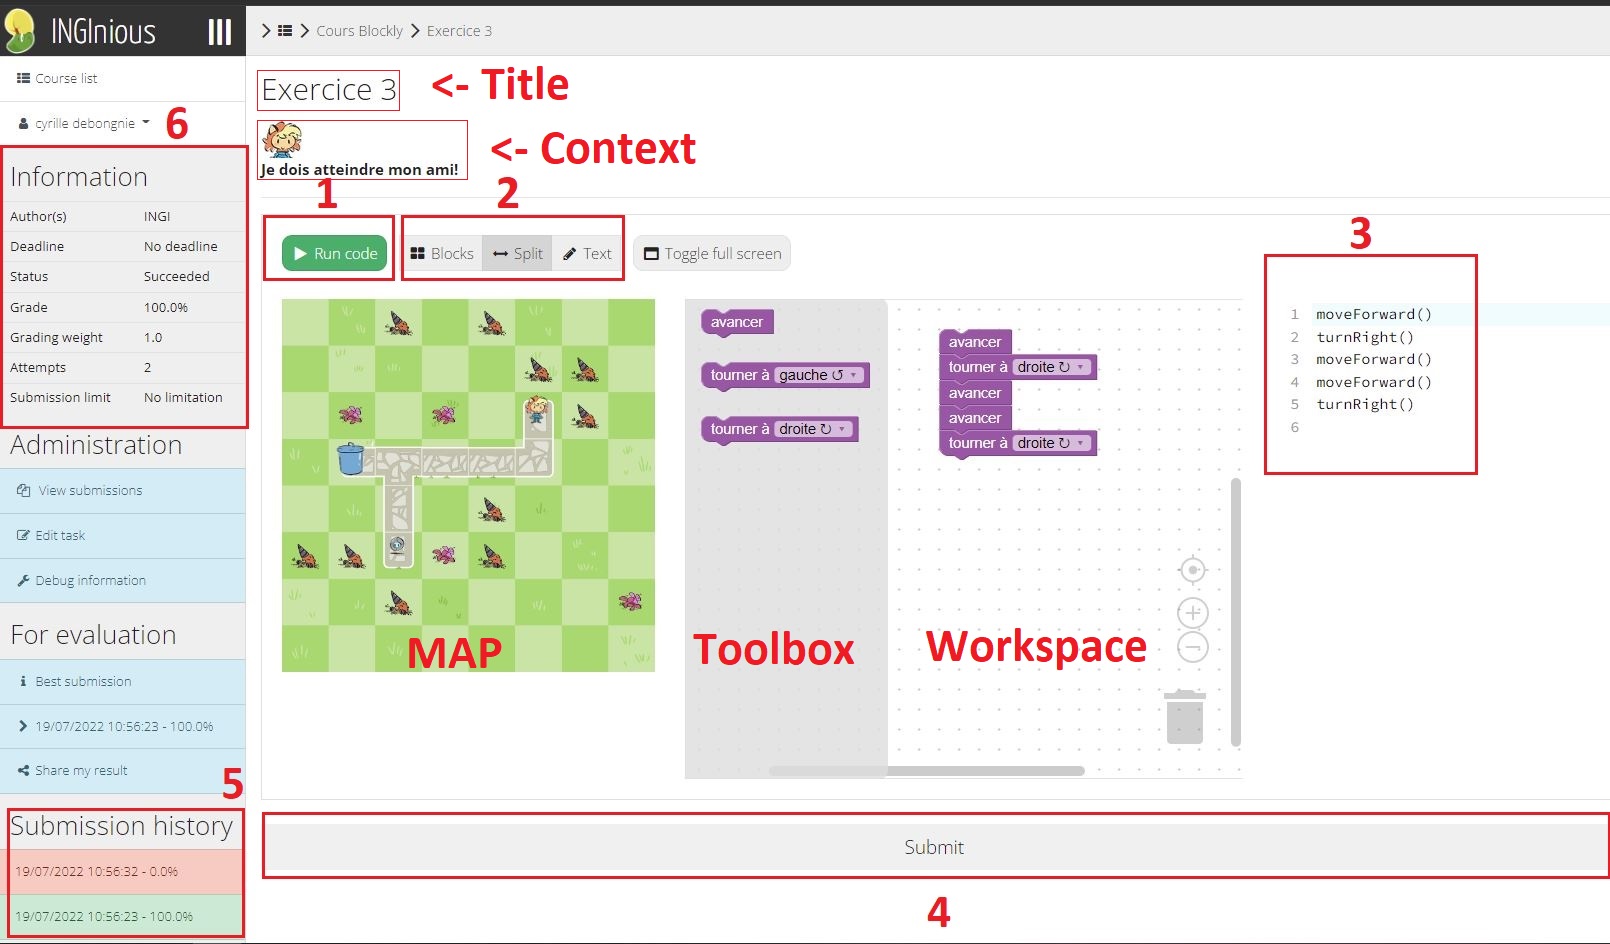 INGInious
Cours Blockly
Exercice 3
Course list
cyrille debongnie
6
Information
Author(s) INGI
Deadline No deadline
Status Succeeded
Grade 100.0%
Grading weight 1.0
Attempts 2
Submission limit No limitation
Administration
View submissions
Edit task
Debug information
For evaluation
Best submission
19/07/2022 10:56:23 - 100.0%
Share my result
5
Submission history
19/07/2022 10:56:32 - 0.0%
19/07/2022 10:56:23 - 100.0%
Exercice 3
<- Title
Je dois atteindre mon ami!
<- Context
1
2
Run code
Blocks
Split
Text
Toggle full screen
MAP
avancer
tourner à gauche ↺
tourner à droite ↻
Toolbox
avancer
tourner à droite ↻
avancer
avancer
tourner à droite ↻
Workspace
3
1 moveForward()
2 turnRight()
3 moveForward()
4 moveForward()
5 turnRight()
6
Submit
4